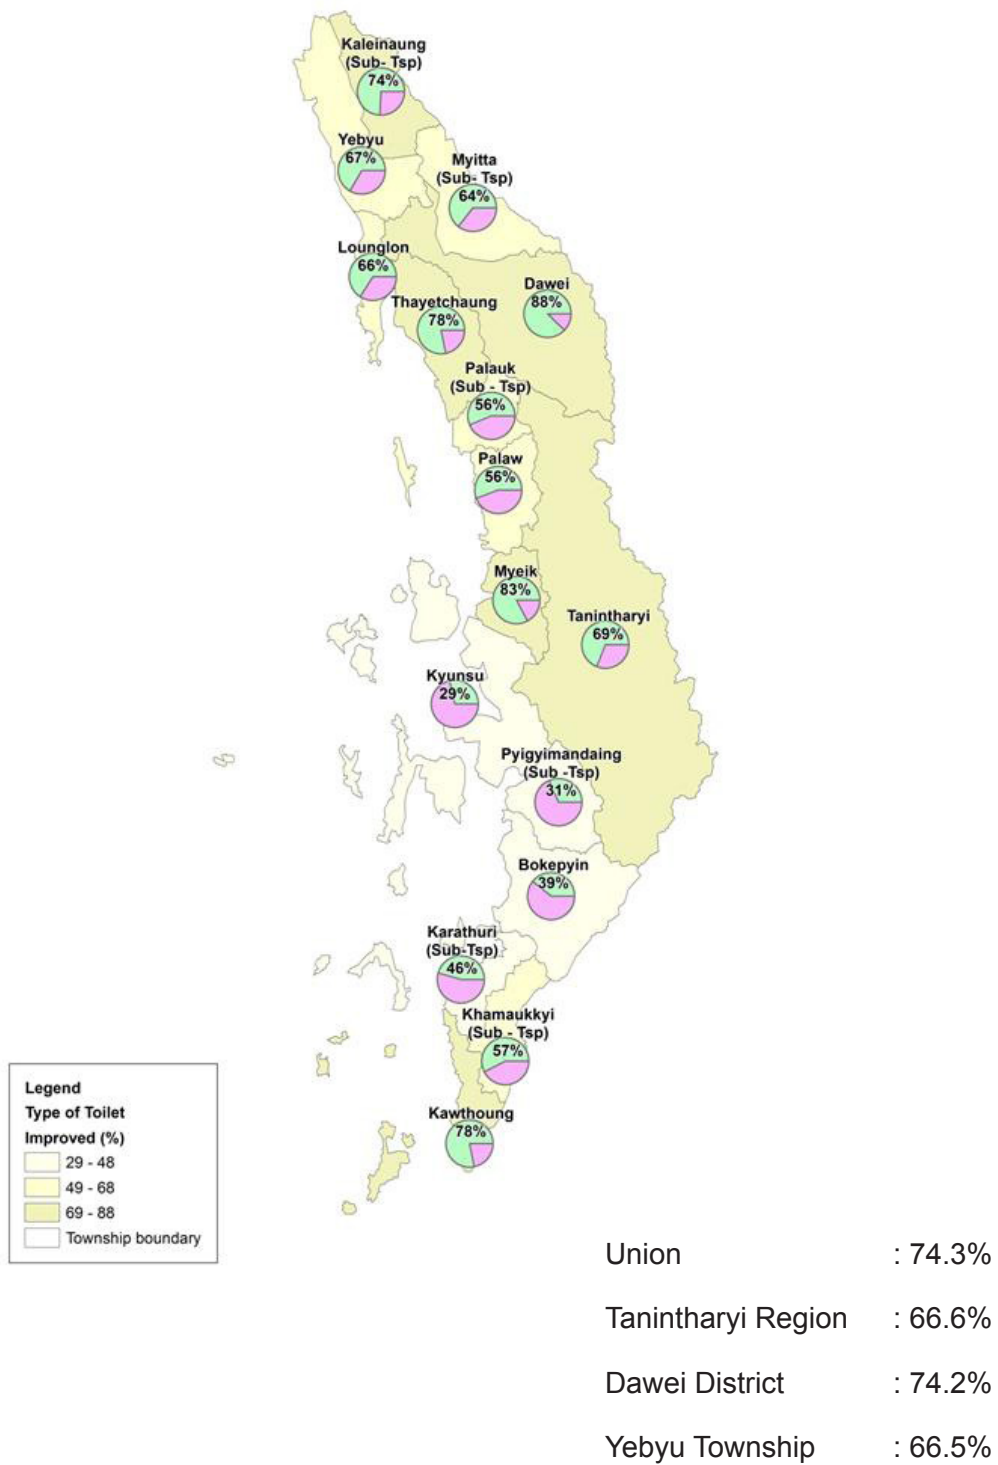 Kaleinaung
(Sub- Tsp)
74%
Yebyu
67%
Myitta
(Sub- Tsp)
64%
Lounglon
66%
Thayetchaung
78%
Dawei
88%
Palauk
(Sub - Tsp)
56%
Palaw
56%
Myeik
83%
Tanintharyi
69%
Kyunsu
29%
Pyigyimandaing
(Sub -Tsp)
31%
Bokepyin
39%
Karathuri
(Sub-Tsp)
46%
Khamaukkyi
(Sub - Tsp)
57%
Kawthoung
78%
Legend
Type of Toilet
Improved (%)
29 - 48
49 - 68
69 - 88
Township boundary
Union : 74.3%
Tanintharyi Region : 66.6%
Dawei District : 74.2%
Yebyu Township : 66.5%